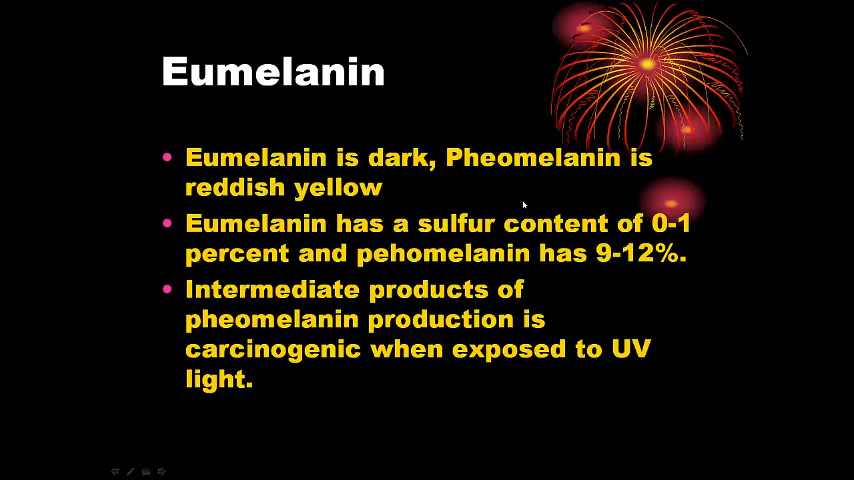 Eumelanin
• Eumelanin is dark, Pheomelanin is
reddish yellow
• Eumelanin has a sulfur content of 0-1
percent and pehomelanin has 9-12%.
• Intermediate products of
pheomelanin production is
carcinogenic when exposed to UV
light.